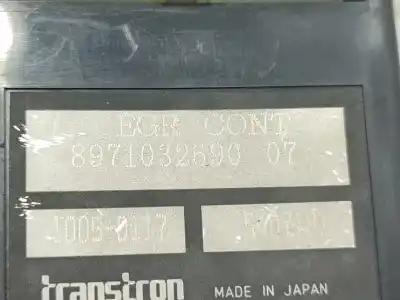 EGR CONT
8971032690 07
J005-0117
transtron MADE IN JAPAN